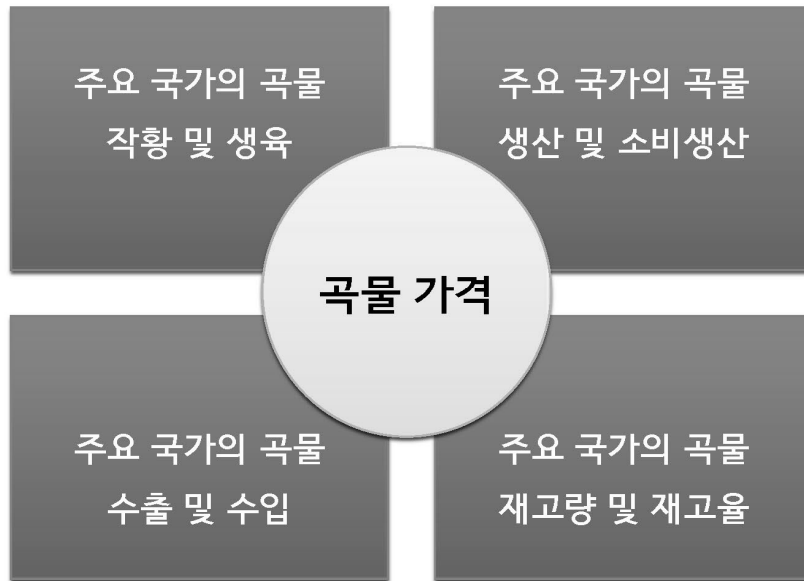 주요 국가의 곡물
작황 및 생육
주요 국가의 곡물
생산 및 소비생산
곡물 가격
주요 국가의 곡물
수출 및 수입
주요 국가의 곡물
재고량 및 재고율